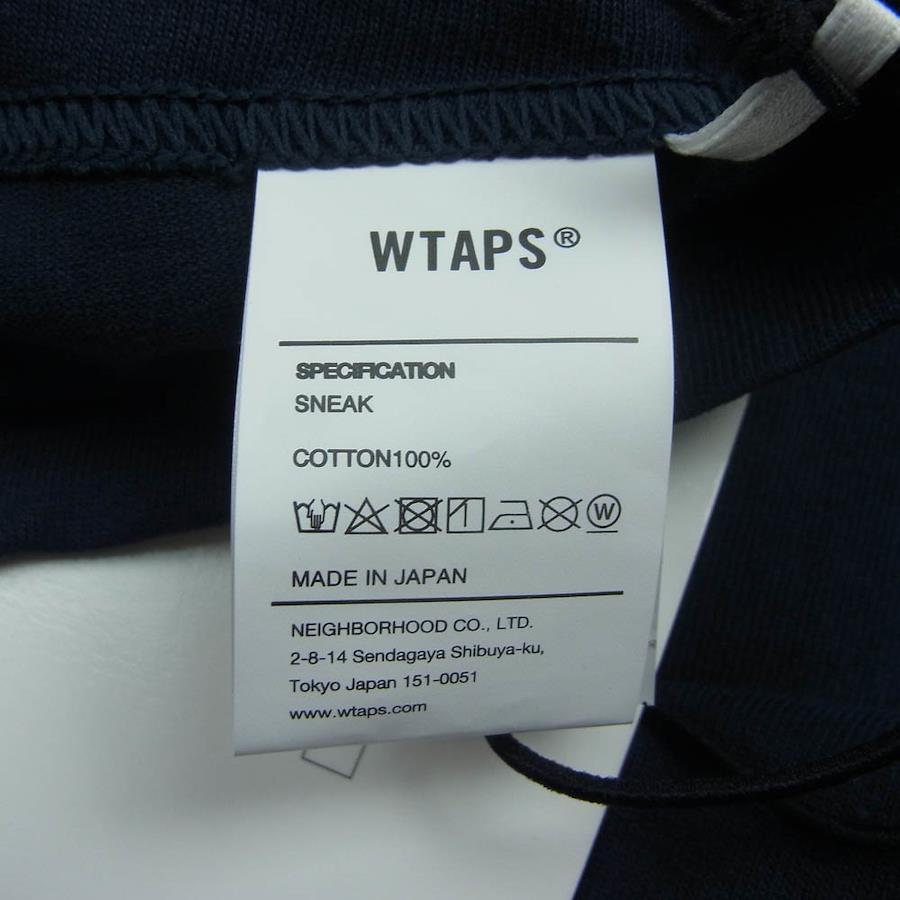 WTAPS®
SPECIFICATION
SNEAK
COTTON100%
W
MADE IN JAPAN
NEIGHBORHOOD CO., LTD.
2-8-14 Sendagaya Shibuya-ku,
Tokyo Japan 151-0051
www.wtaps.com